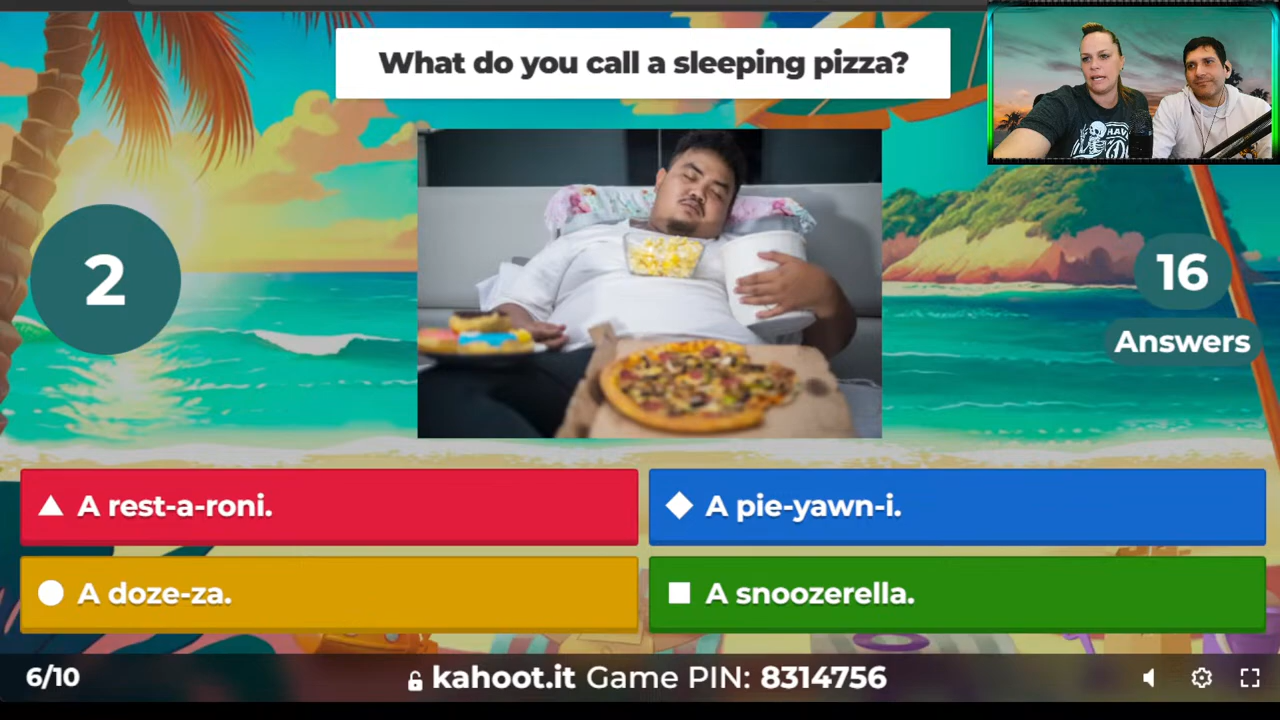 What do you call a sleeping pizza?
HAV
2
16
Answers
A rest-a-roni.
A pie-yawn-i.
A doze-za.
A snoozerella.
6/10
kahoot.it Game PIN: 8314756